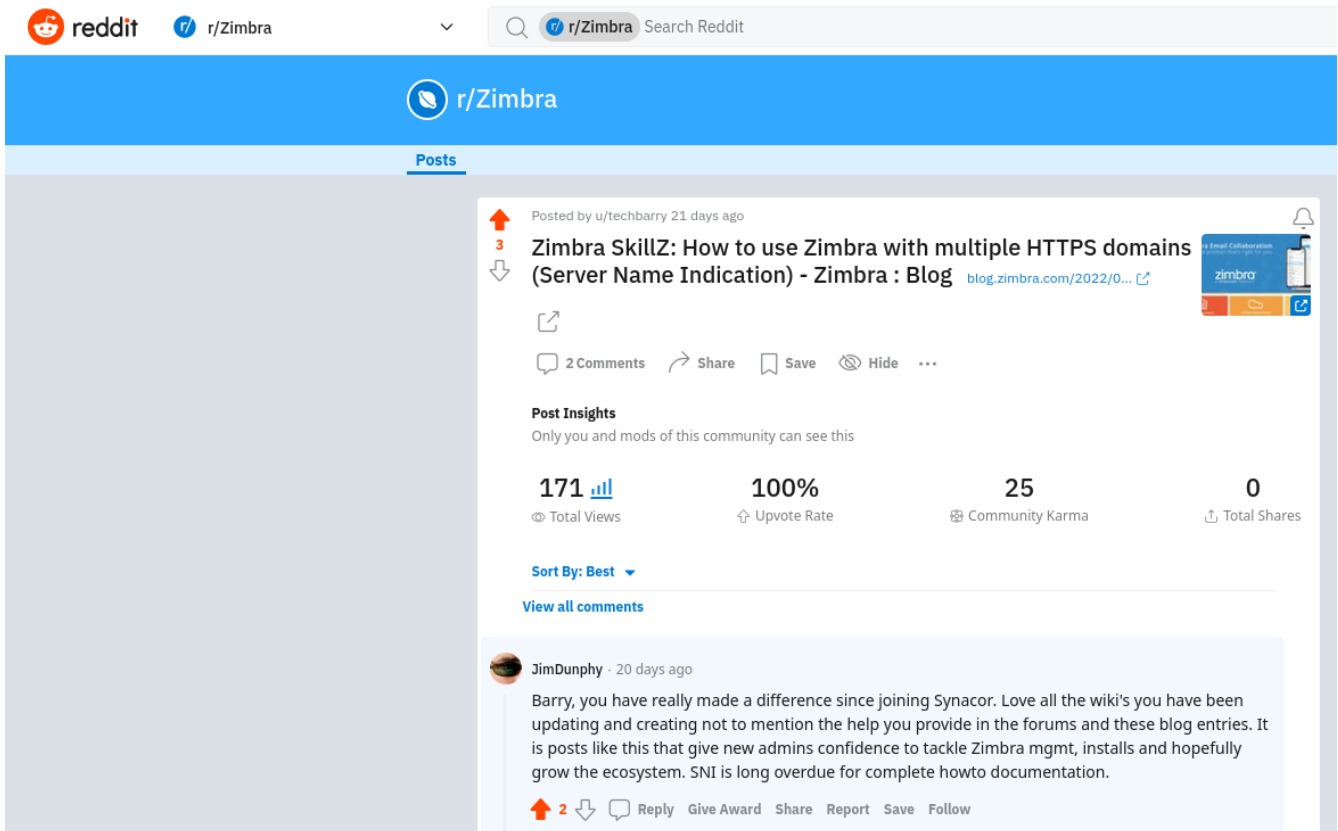 reddit r/Zimbra r/Zimbra Search Reddit
r/Zimbra
Posts
Posted by u/techbarry 21 days ago
3
Zimbra SkillZ: How to use Zimbra with multiple HTTPS domains
(Server Name Indication) - Zimbra : Blog blog.zimbra.com/2022/0...
ra Email Collaboration
zimbra
2 Comments Share Save Hide ...
Post Insights
Only you and mods of this community can see this
171 100% 25 0
Total Views Upvote Rate Community Karma Total Shares
Sort By: Best
View all comments
JimDunphy · 20 days ago
Barry, you have really made a difference since joining Synacor. Love all the wiki's you have been
updating and creating not to mention the help you provide in the forums and these blog entries. It
is posts like this that give new admins confidence to tackle Zimbra mgmt, installs and hopefully
grow the ecosystem. SNI is long overdue for complete howto documentation.
2 Reply Give Award Share Report Save Follow